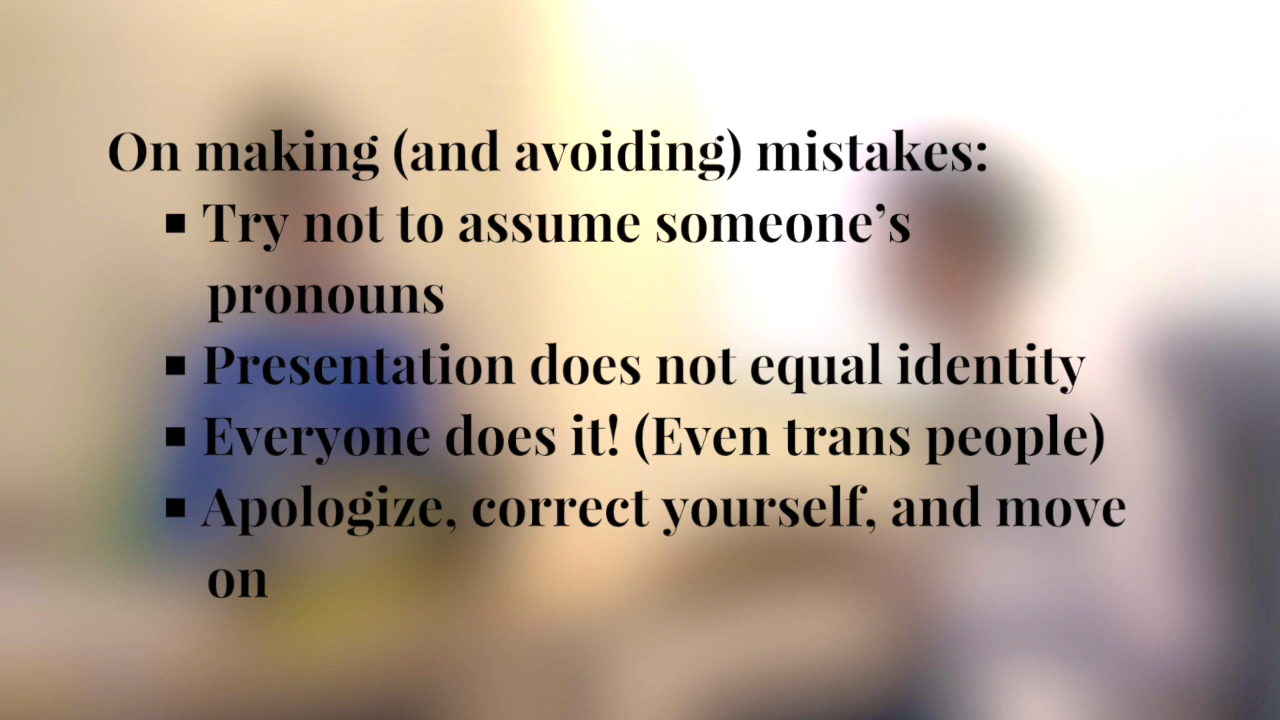 On making (and avoiding) mistakes:
▪ Try not to assume someone’s
pronouns
▪ Presentation does not equal identity
▪ Everyone does it! (Even trans people)
▪ Apologize, correct yourself, and move
on